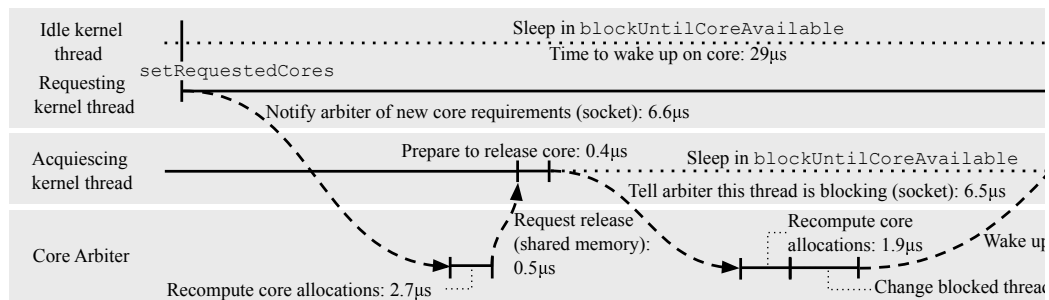 Idle kernel
thread
Sleep in blockUntilCoreAvailable
Time to wake up on core: 29μs
setRequestedCores
Requesting
kernel thread
Notify arbiter of new core requirements (socket): 6.6μs
Acquiescing
kernel thread
Prepare to release core: 0.4μs
Sleep in blockUntilCoreAvailable
Tell arbiter this thread is blocking (socket): 6.5μs
Core Arbiter
Request release
(shared memory):
0.5μs
Recompute core
allocations: 1.9μs
Wake up
Recompute core allocations: 2.7μs
Change blocked thread